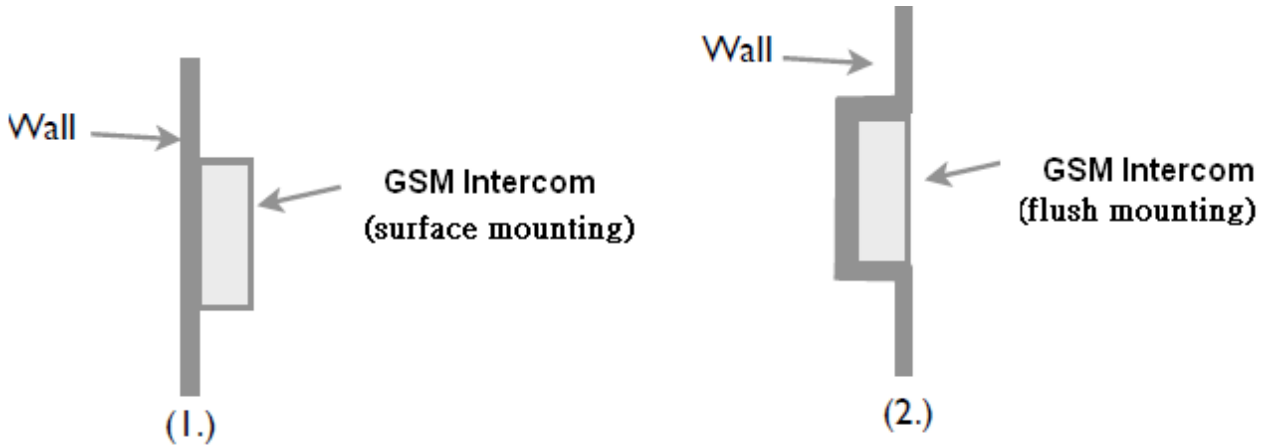 Wall
GSM Intercom
(surface mounting)
(1.)
Wall
GSM Intercom
(flush mounting)
(2.)